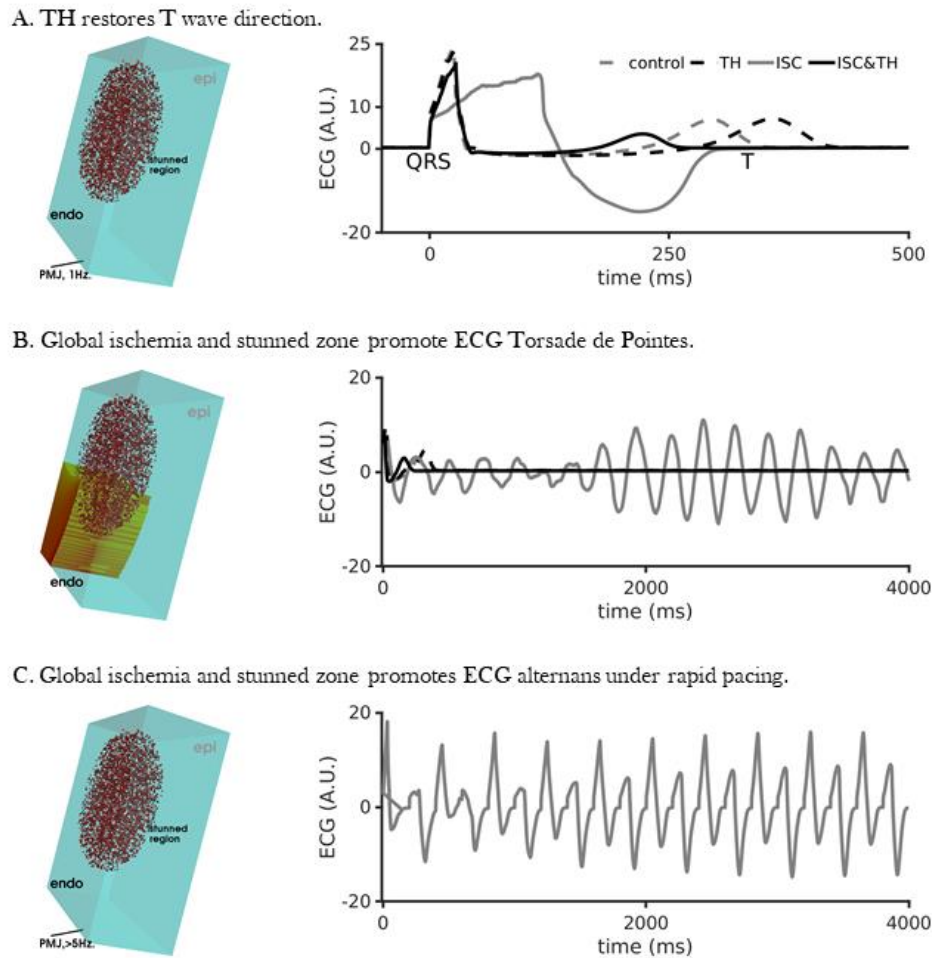 A. TH restores T wave direction.
epi
stunned
region
endo
PMJ, 1Hz.
25
10
0
-20
ECG (A.U.)
control TH ISC ISC&TH
QRS
T
0 250 500
time (ms)
B. Global ischemia and stunned zone promote ECG Torsade de Pointes.
epi
endo
20
0
-20
ECG (A.U.)
0 2000 4000
time (ms)
C. Global ischemia and stunned zone promotes ECG alternans under rapid pacing.
epi
stunned
region
endo
PMJ,>5Hz.
20
0
-20
ECG (A.U.)
0 2000 4000
time (ms)